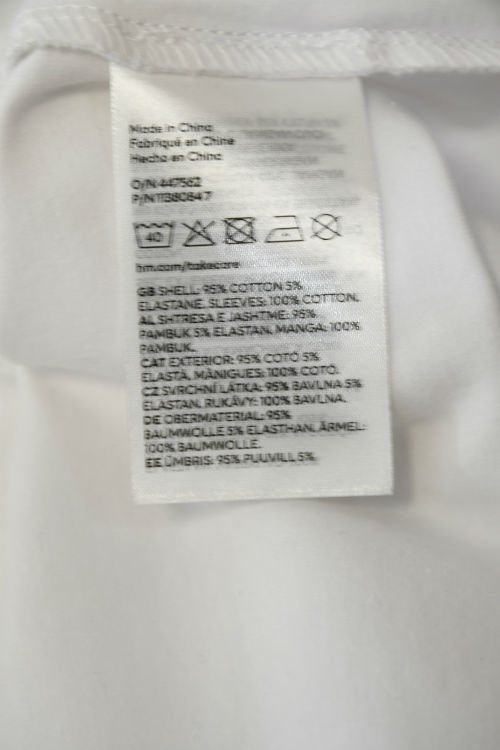 Made in China
Fabriqué en Chine
Hecho en China
O/N 447562
P/N 11380847
40
hm.com/takecare
GB SHELL: 95% COTTON 5%
ELASTANE. SLEEVES: 100% COTTON.
AL SHTRESA E JASHTME: 95%
PAMBUK 5% ELASTAN. MANGA: 100%
PAMBUK.
CAT EXTERIOR: 95% COTÓ 5%
ELASTÀ. MÀNIGUES: 100% COTÓ.
CZ SVRCHNÍ LÁTKA: 95% BAVLNA 5%
ELASTAN. RUKÁVY: 100% BAVLNA.
DE OBERMATERIAL: 95%
BAUMWOLLE 5% ELASTHAN. ÄRMEL:
100% BAUMWOLLE.
EE ÜMBRIS: 95% PUUVILL 5%